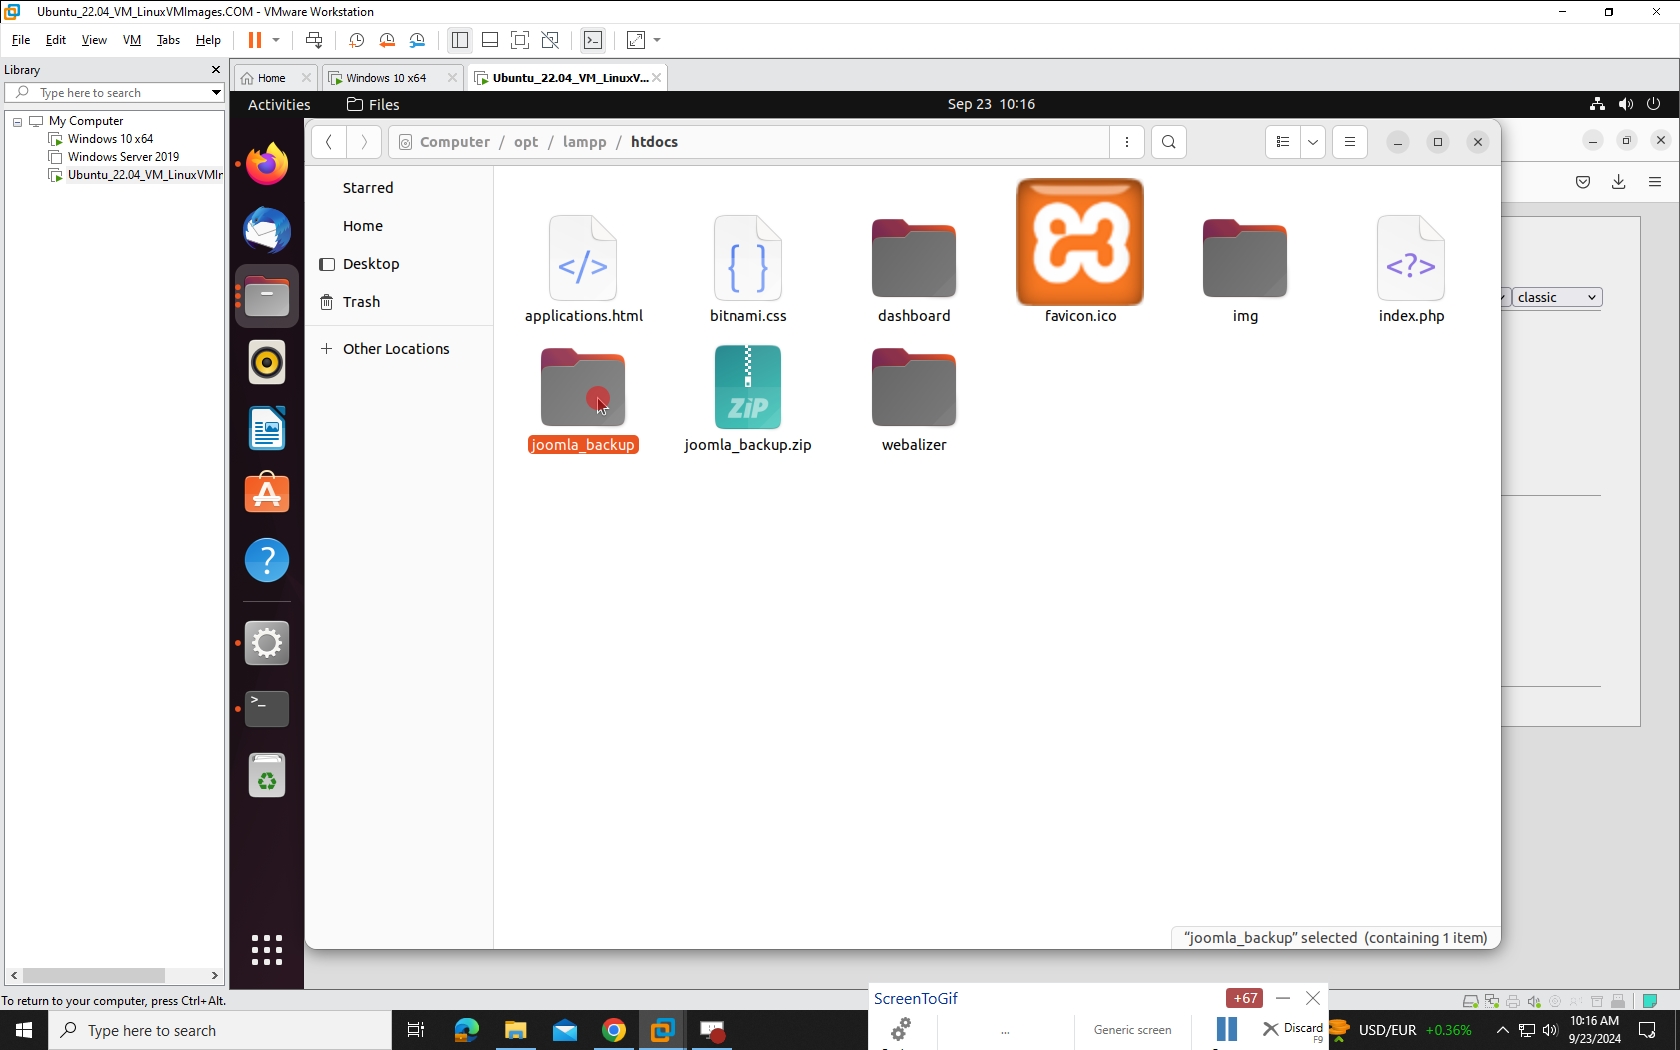 Ubuntu_22.04_VM_LinuxVMImages.COM - VMware Workstation
File Edit View VM Tabs Help
Library
Home Windows 10 x64 Ubuntu_22.04_VM_LinuxV...
Type here to search
Activities Files Sep 23 10:16
My Computer
Windows 10 x64
Windows Server 2019
Ubuntu_22.04_VM_LinuxVMIr
Computer / opt / lampp / htdocs
Starred
Home
Desktop
Trash
Other Locations
classic
</>
{ }
<?>
applications.html bitnami.css dashboard favicon.ico img index.php
ZiP
joomla_backup joomla_backup.zip webalizer
"joomla_backup" selected (containing 1 item)
To return to your computer, press Ctrl+Alt.
ScreenToGif +67
... Generic screen Discard
F9
Type here to search
USD/EUR +0.36%
10:16 AM
9/23/2024